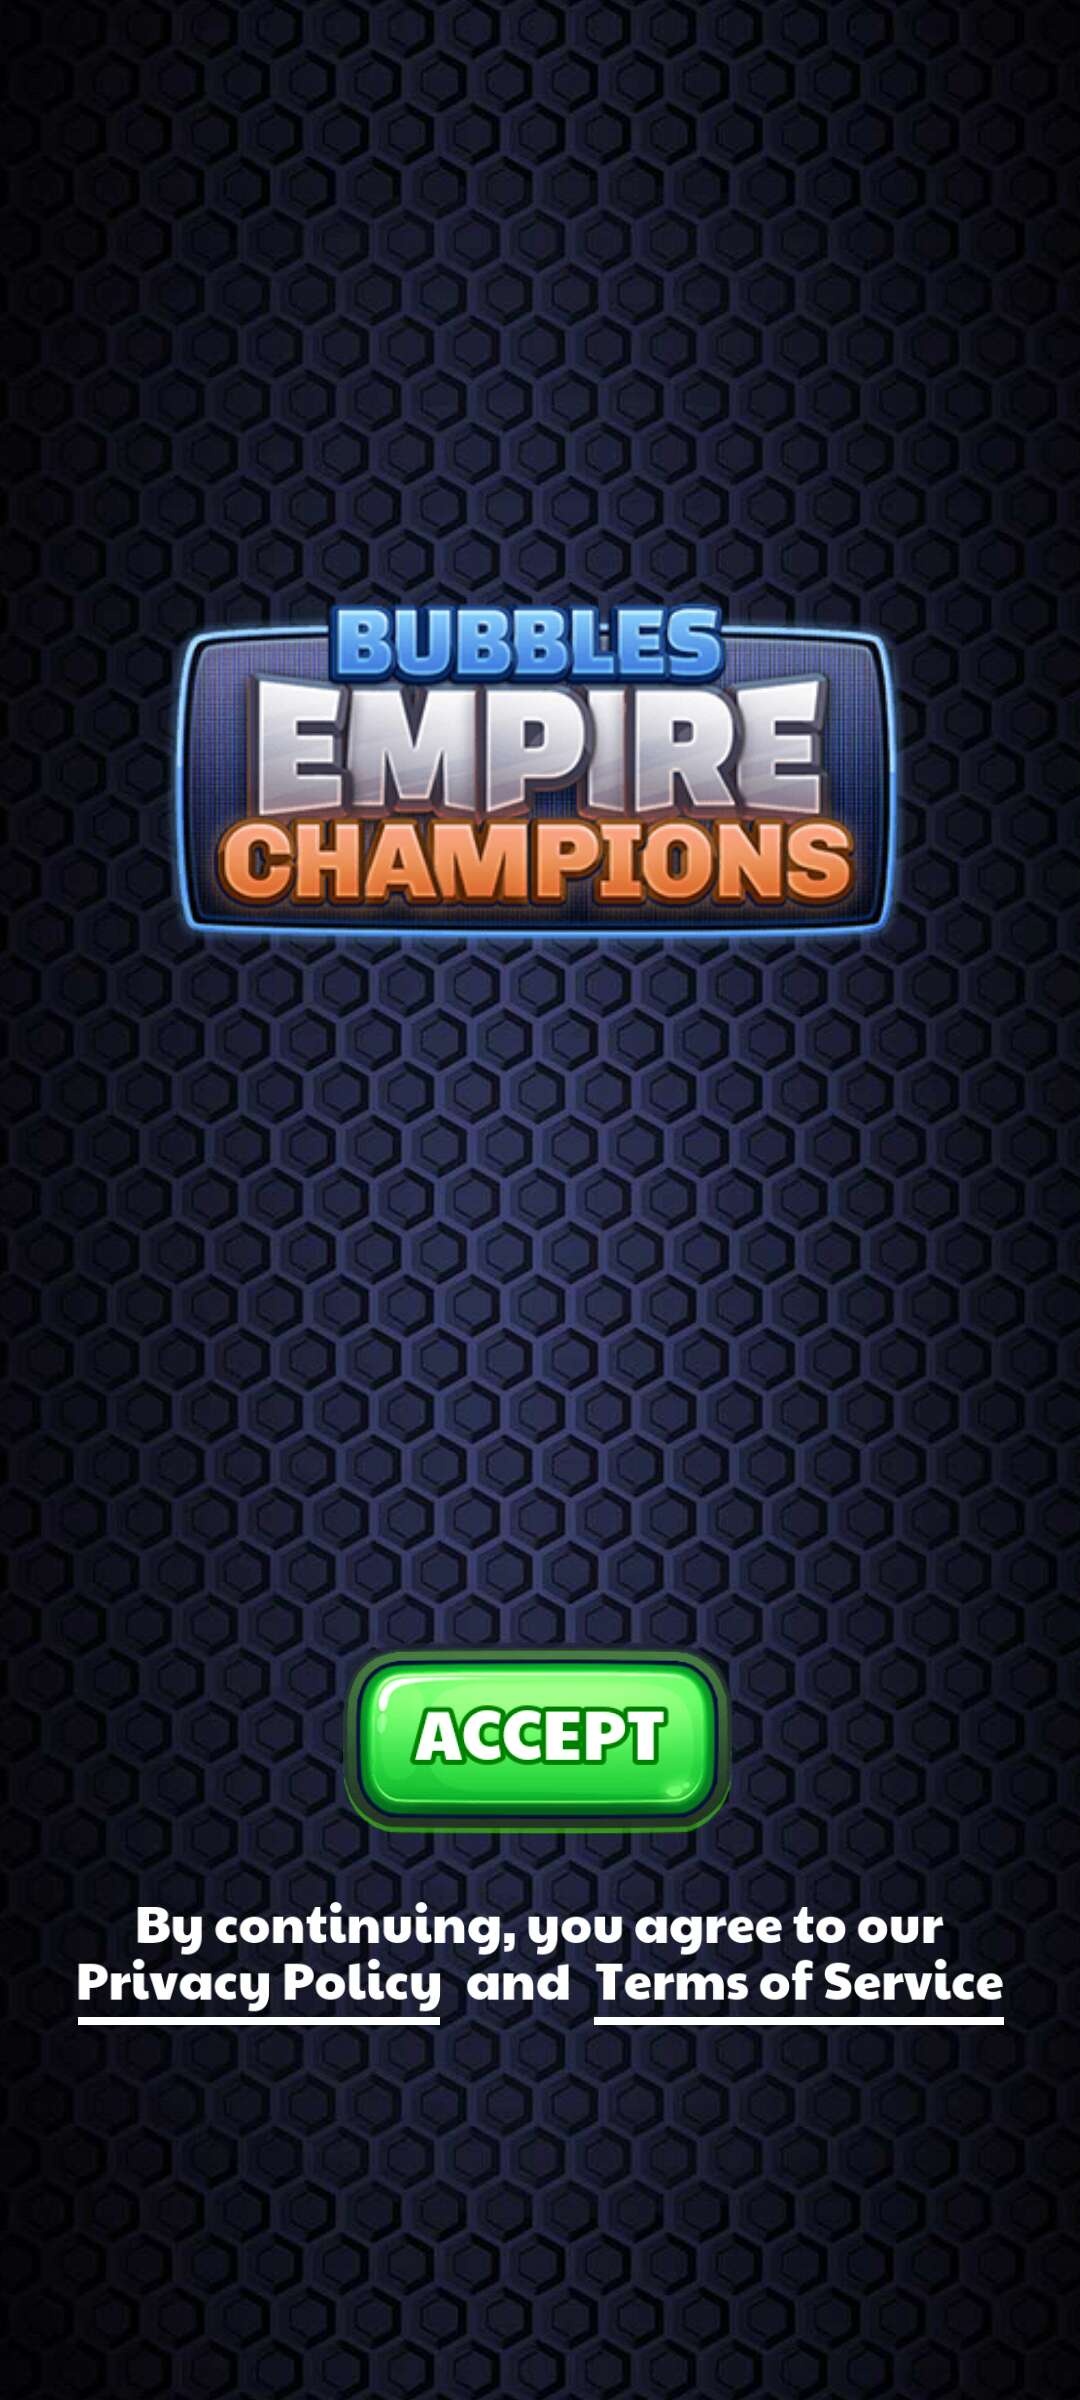 BUBBLES
EMPIRE
CHAMPIONS
ACCEPT
By continuing, you agree to our
Privacy Policy and Terms of Service